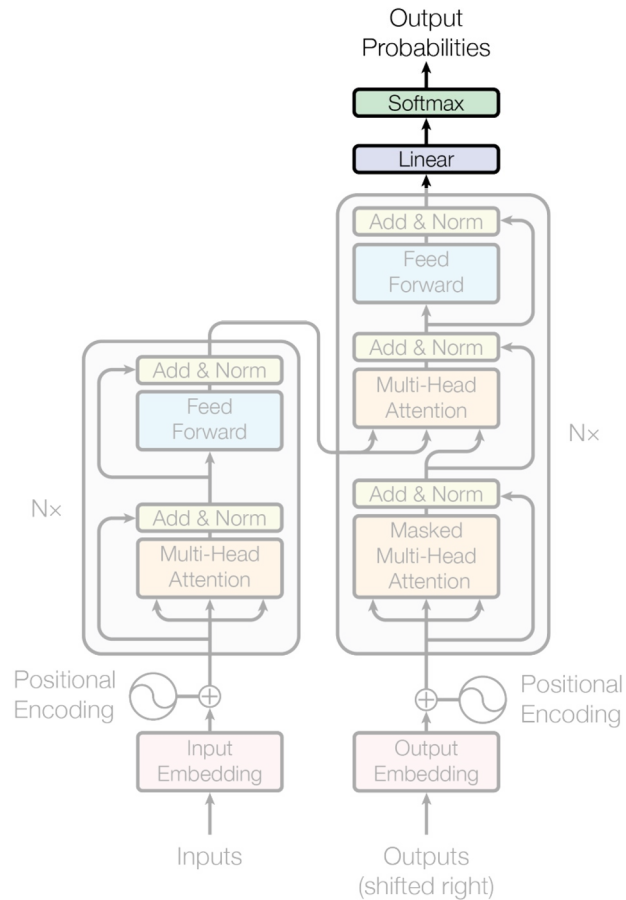 Output
Probabilities
Softmax
Linear
Add & Norm
Feed
Forward
Add & Norm
Multi-Head
Attention
Add & Norm
Masked
Multi-Head
Attention
N×
Add & Norm
Feed
Forward
Add & Norm
Multi-Head
Attention
N×
Positional
Encoding
Positional
Encoding
Input
Embedding
Output
Embedding
Inputs
Outputs
(shifted right)